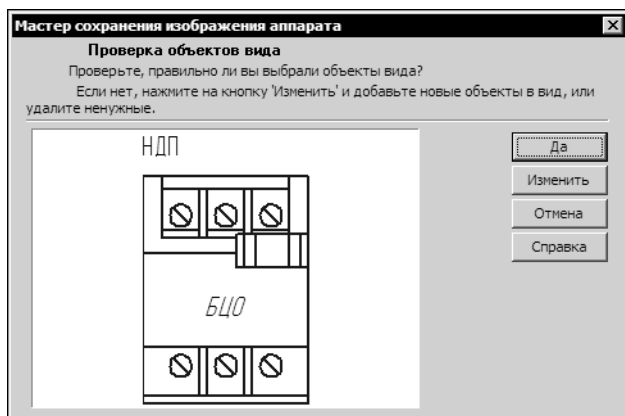 Мастер сохранения изображения аппарата
Проверка объектов вида
Проверьте, правильно ли вы выбрали объекты вида?
Если нет, нажмите на кнопку 'Изменить' и добавьте новые объекты в вид, или
удалите ненужные.
НДП
БЦО
Да
Изменить
Отмена
Справка